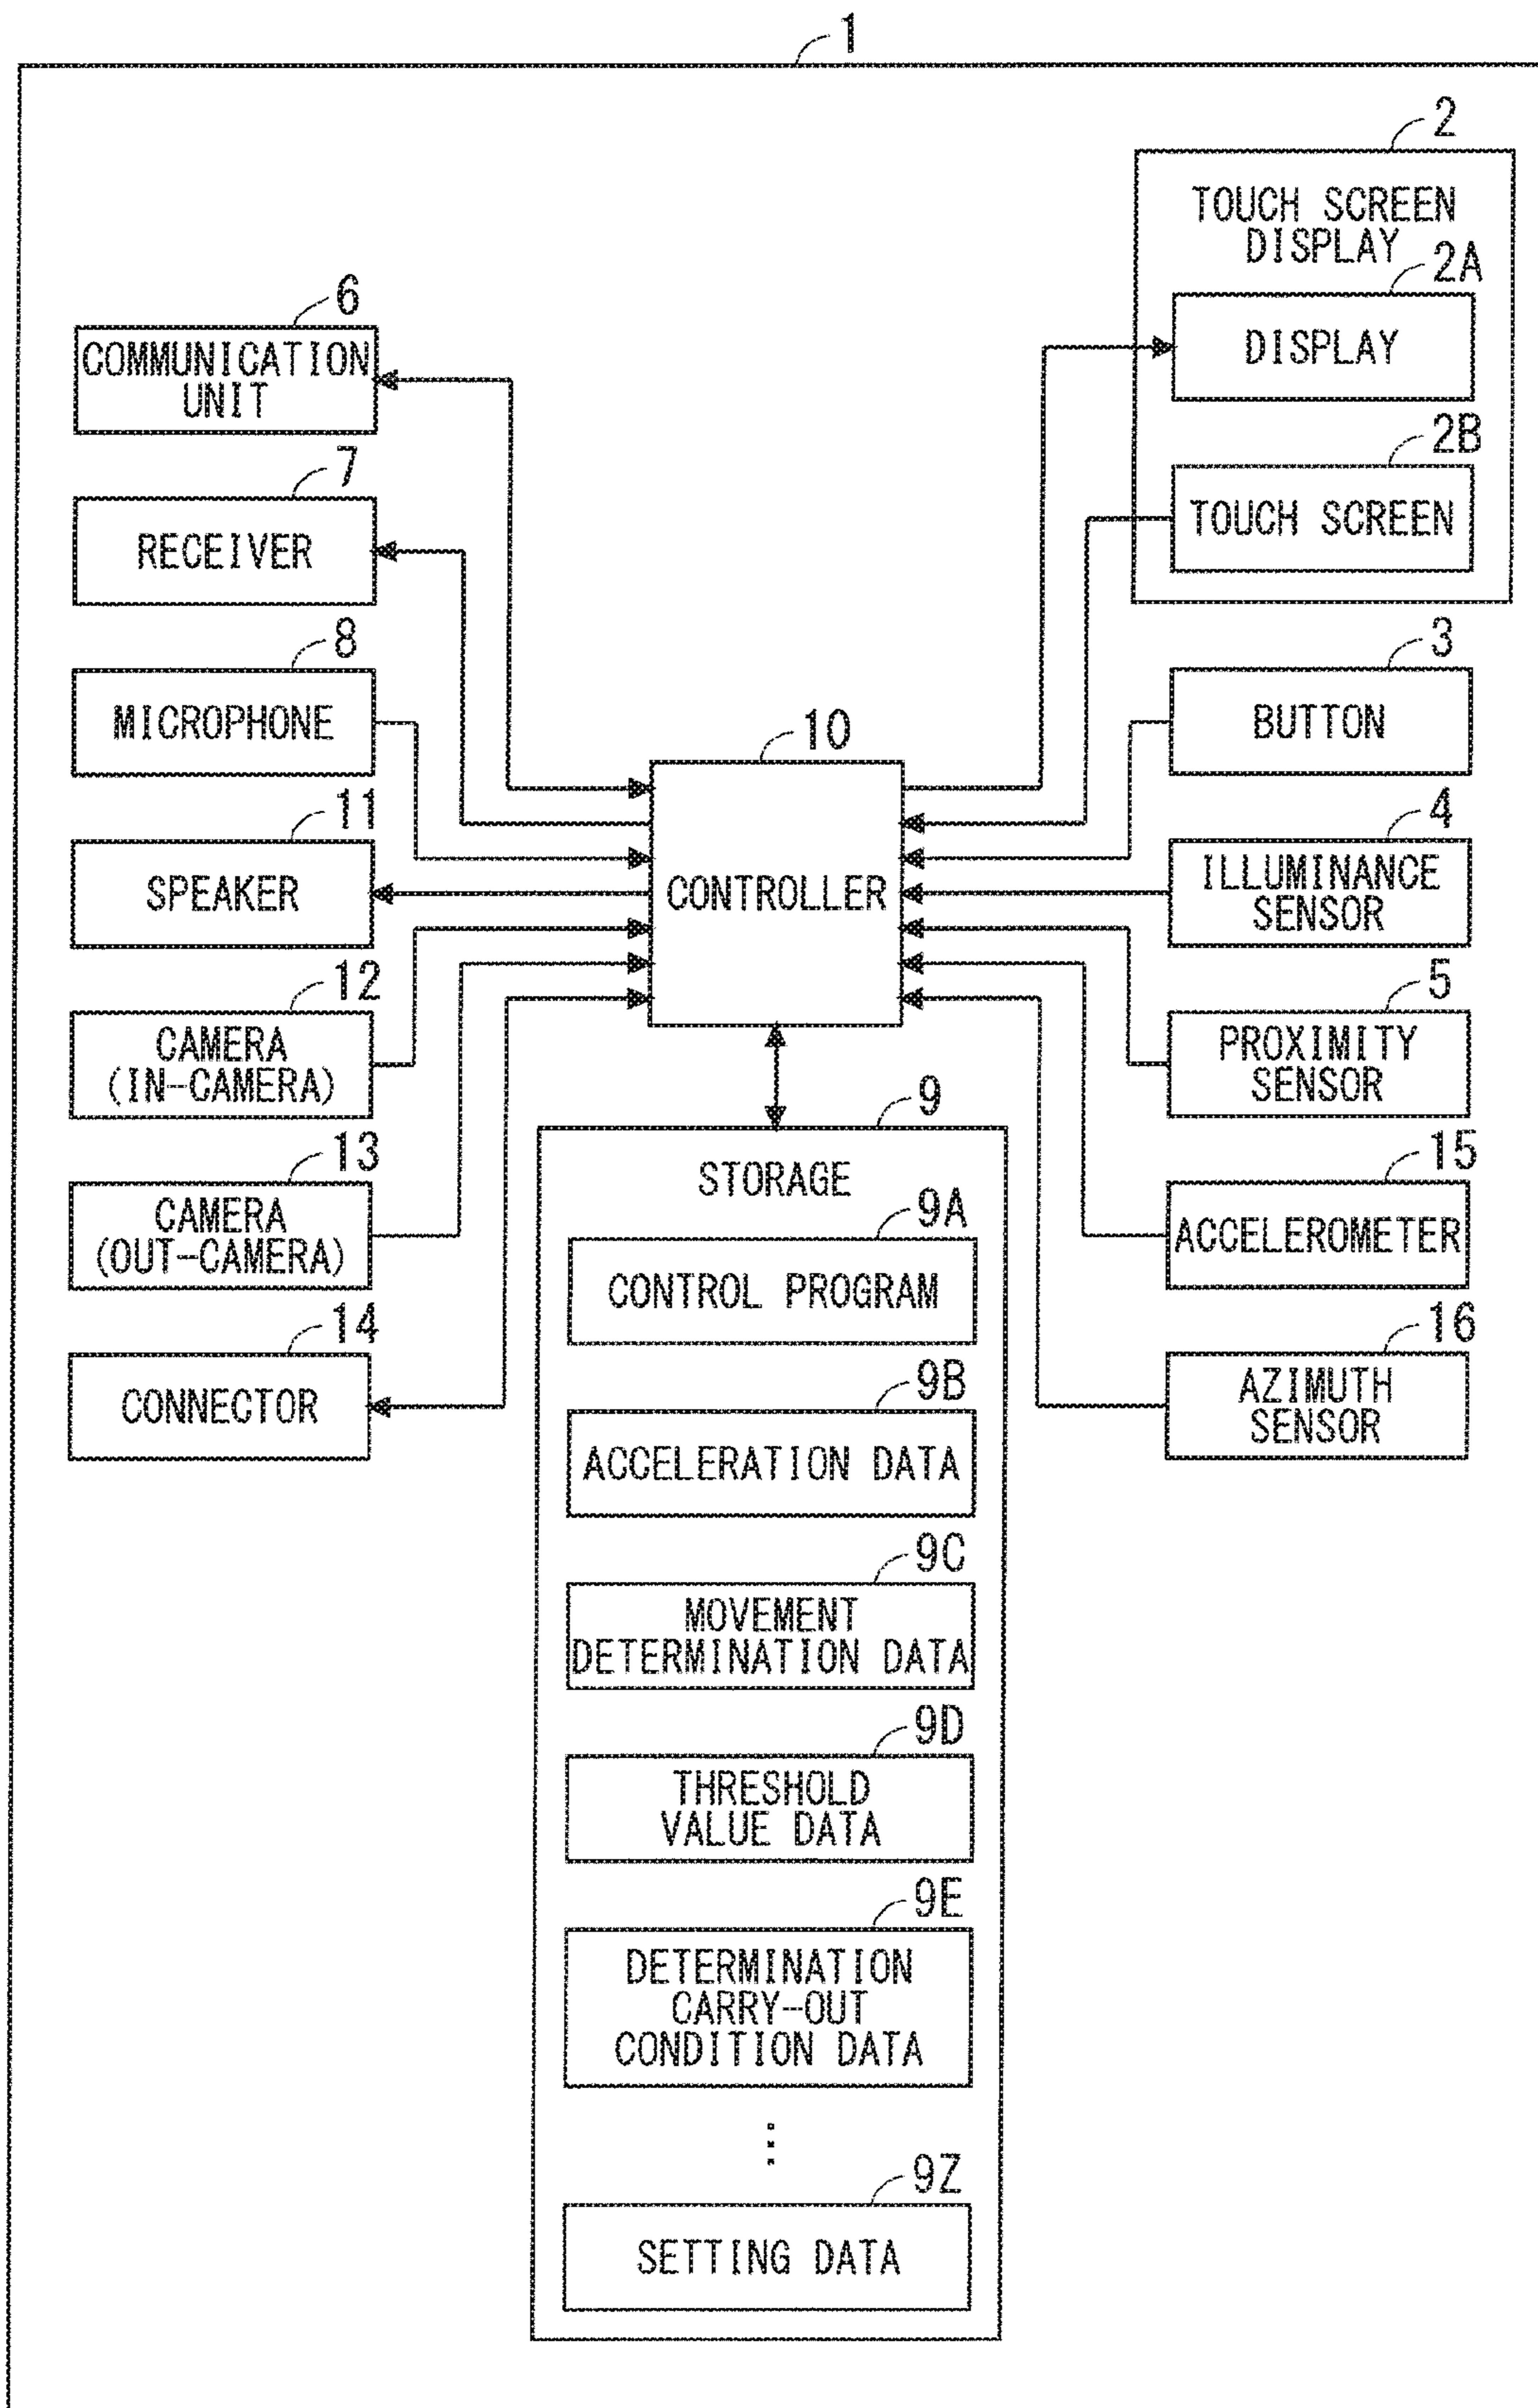 1
2
TOUCH SCREEN
DISPLAY
2A
DISPLAY
2B
TOUCH SCREEN
6
COMMUNICATION
UNIT
7
RECEIVER
8
MICROPHONE
11
SPEAKER
12
CAMERA
(IN-CAMERA)
13
CAMERA
(OUT-CAMERA)
14
CONNECTOR
10
CONTROLLER
3
BUTTON
4
ILLUMINANCE
SENSOR
5
PROXIMITY
SENSOR
15
ACCELEROMETER
16
AZIMUTH
SENSOR
9
STORAGE
9A
CONTROL PROGRAM
9B
ACCELERATION DATA
9C
MOVEMENT
DETERMINATION DATA
9D
THRESHOLD
VALUE DATA
9E
DETERMINATION
CARRY-OUT
CONDITION DATA
⋮
9Z
SETTING DATA